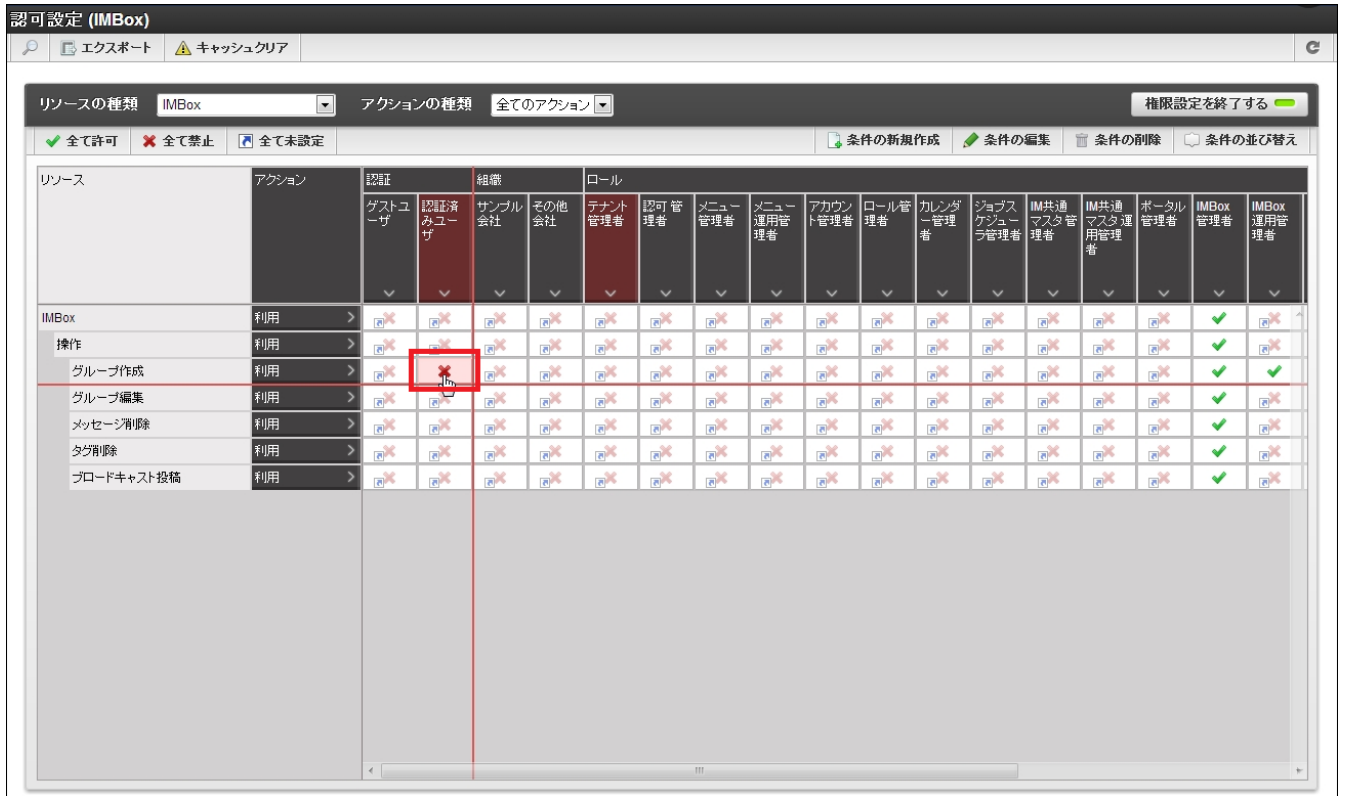 認可設定 (IMBox)
エクスポート キャッシュクリア
リソースの種類 IMBox アクションの種類 全てのアクション 権限設定を終了する
全て許可 全て禁止 全て未設定 条件の新規作成 条件の編集 条件の削除 条件の並び替え
リソース アクション 認証 組織 ロール
ゲストユーザ 認証済みユーザ サンプル会社 その他会社 テナント管理者 認可管理者 メニュー管理者 メニュー運用管理者 アカウント管理者 ロール管理者 カレンダー管理者 ジョブスケジューラ管理者 IM共通マスタ管理者 IM共通マスタ運用管理者 ポータル管理者 IMBox管理者 IMBox運用管理者
IMBox 利用
操作 利用
グループ作成 利用
グループ編集 利用
メッセージ削除 利用
タグ削除 利用
ブロードキャスト投稿 利用